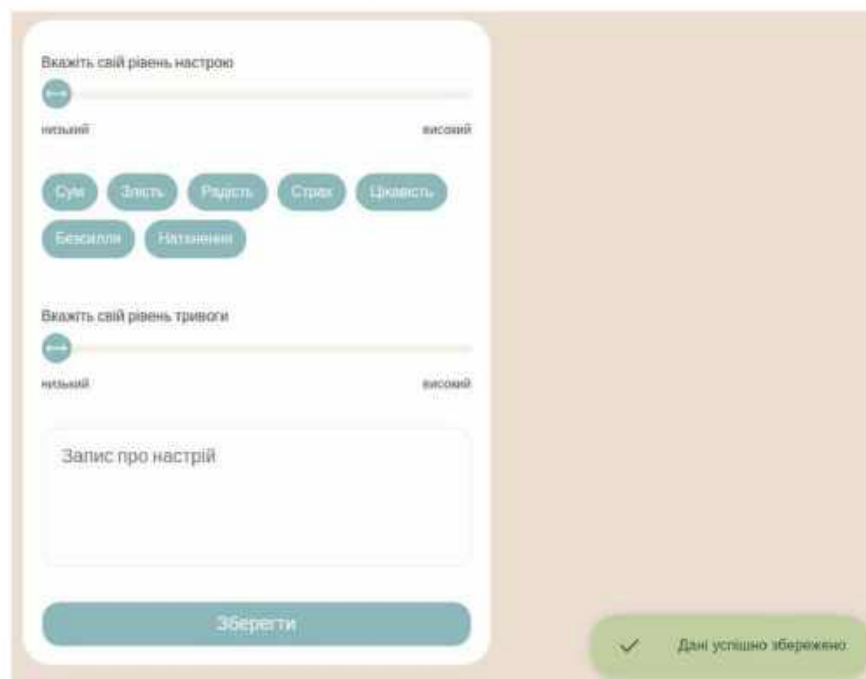 Вкажіть свій рівень настрою
низький високий
Сум Злість Радість Страх Цікавість
Безсилля Натхнення
Вкажіть свій рівень тривоги
низький високий
Запис про настрій
Зберегти
Дані успішно збережено